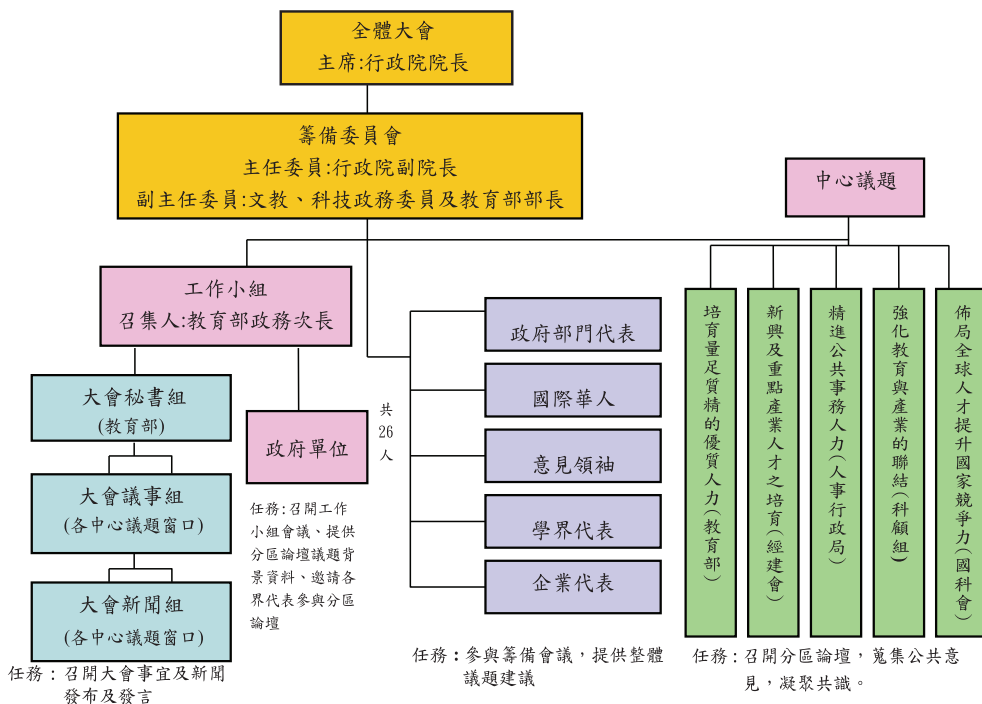 全體大會
主席:行政院院長
籌備委員會
主任委員:行政院副院長
副主任委員:文教、科技政務委員及教育部部長
中心議題
工作小組
召集人:教育部政務次長
大會秘書組
(教育部)
大會議事組
(各中心議題窗口)
大會新聞組
(各中心議題窗口)
任務：召開大會事宜及新聞
發布及發言
政府單位
任務:召開工作
小組會議、提供
分區論壇議題背
景資料、邀請各
界代表參與分區
論壇
共
26
人
政府部門代表
國際華人
意見領袖
學界代表
企業代表
任務：參與籌備會議，提供整體
議題建議
培育量足質精的優質人力(教育部)
新興及重點產業人才之培育(經建會)
精進公共事務人力(人事行政局)
強化教育與產業的聯結(科顧組)
佈局全球人才提升國家競爭力(國科會)
任務：召開分區論壇，蒐集公共意
見，凝聚共識。